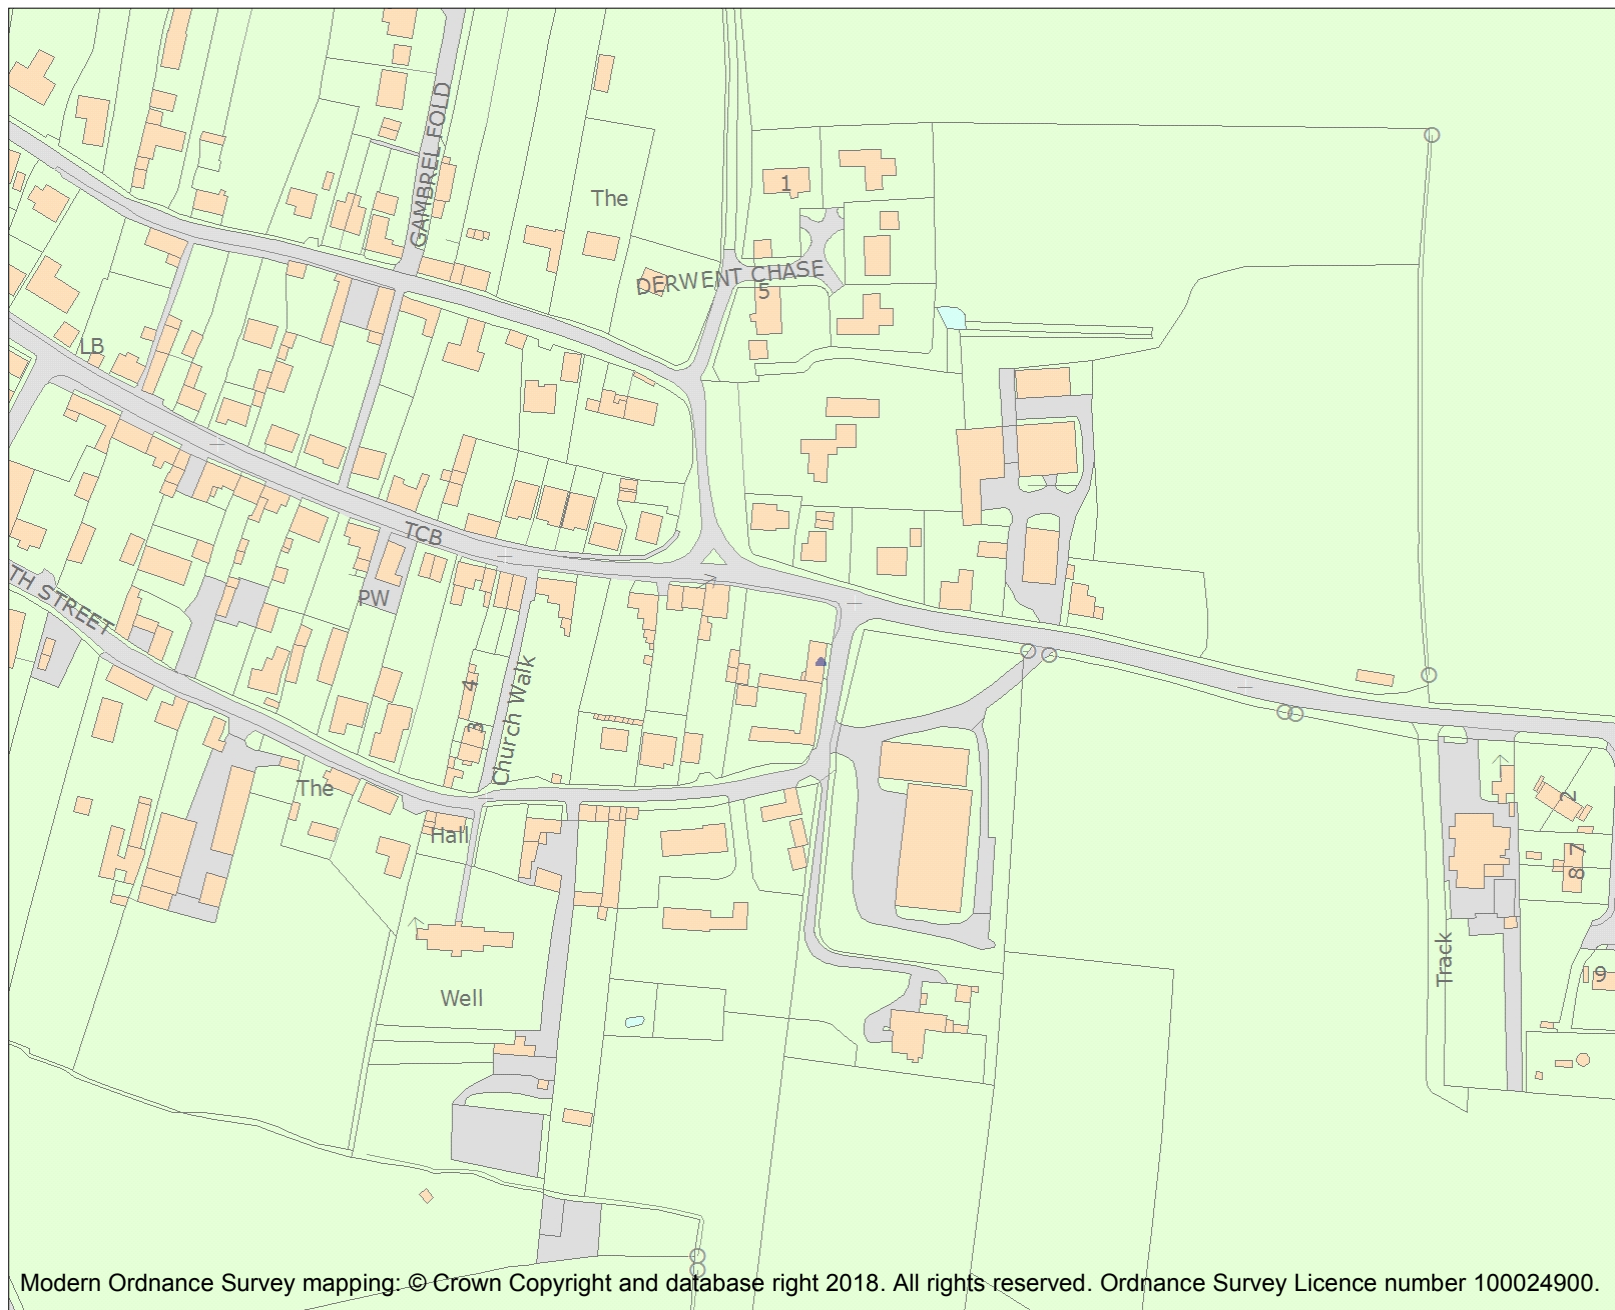 GAMBREL FOLD
The
1
DERWENT CHASE
5
LB
TCB
PW
TH STREET
4
3
Church Walk
The
Hall
Well
2
7
8
Track
9
Modern Ordnance Survey mapping: © Crown Copyright and database right 2018. All rights reserved. Ordnance Survey Licence number 100024900.